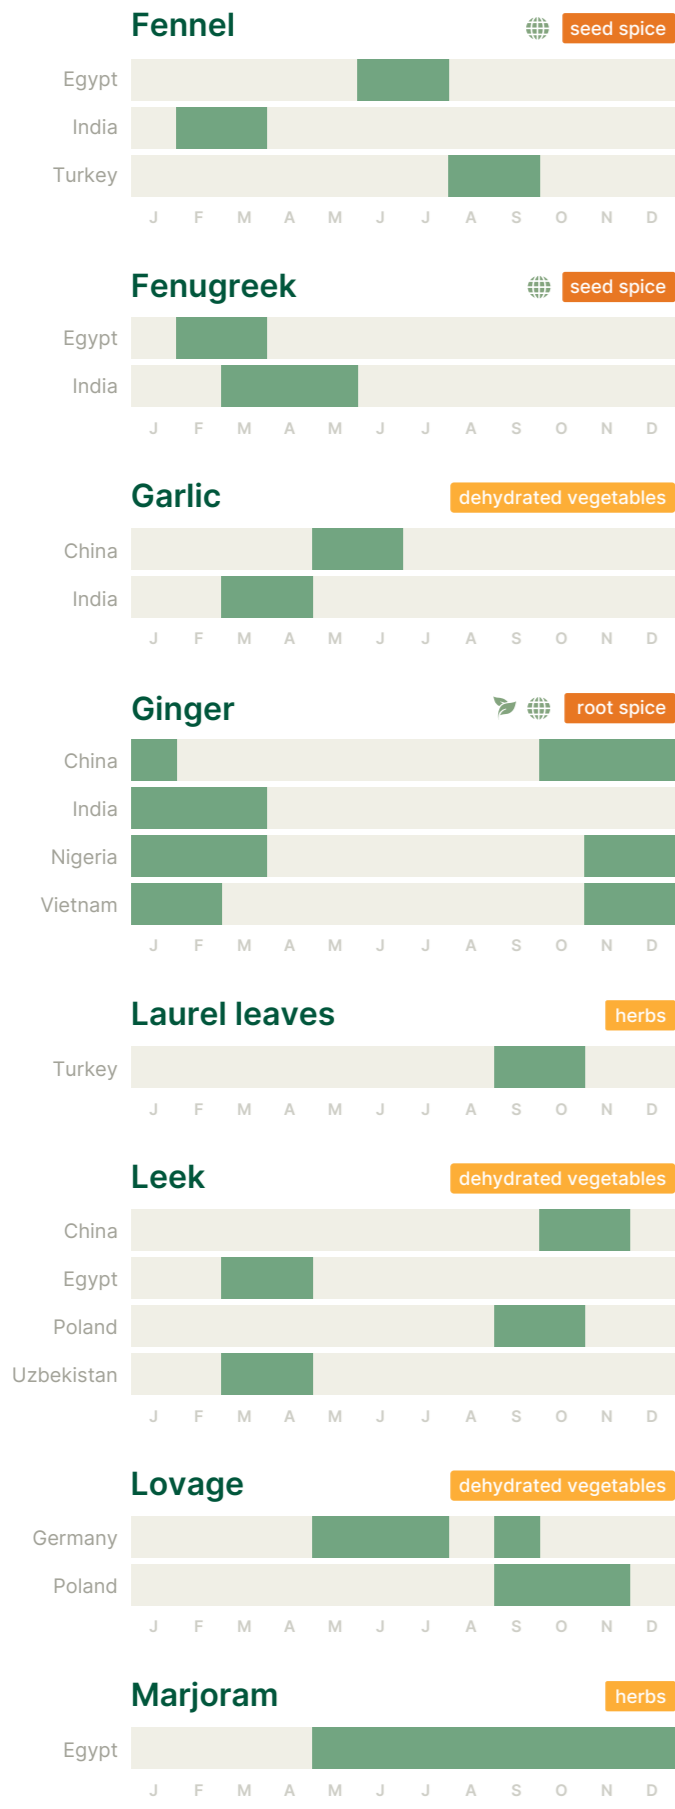 Fennel seed spice
Egypt
India
Turkey
J F M A M J J A S O N D
Fenugreek seed spice
Egypt
India
J F M A M J J A S O N D
Garlic dehydrated vegetables
China
India
J F M A M J J A S O N D
Ginger root spice
China
India
Nigeria
Vietnam
J F M A M J J A S O N D
Laurel leaves herbs
Turkey
J F M A M J J A S O N D
Leek dehydrated vegetables
China
Egypt
Poland
Uzbekistan
J F M A M J J A S O N D
Lovage dehydrated vegetables
Germany
Poland
J F M A M J J A S O N D
Marjoram herbs
Egypt
J F M A M J J A S O N D